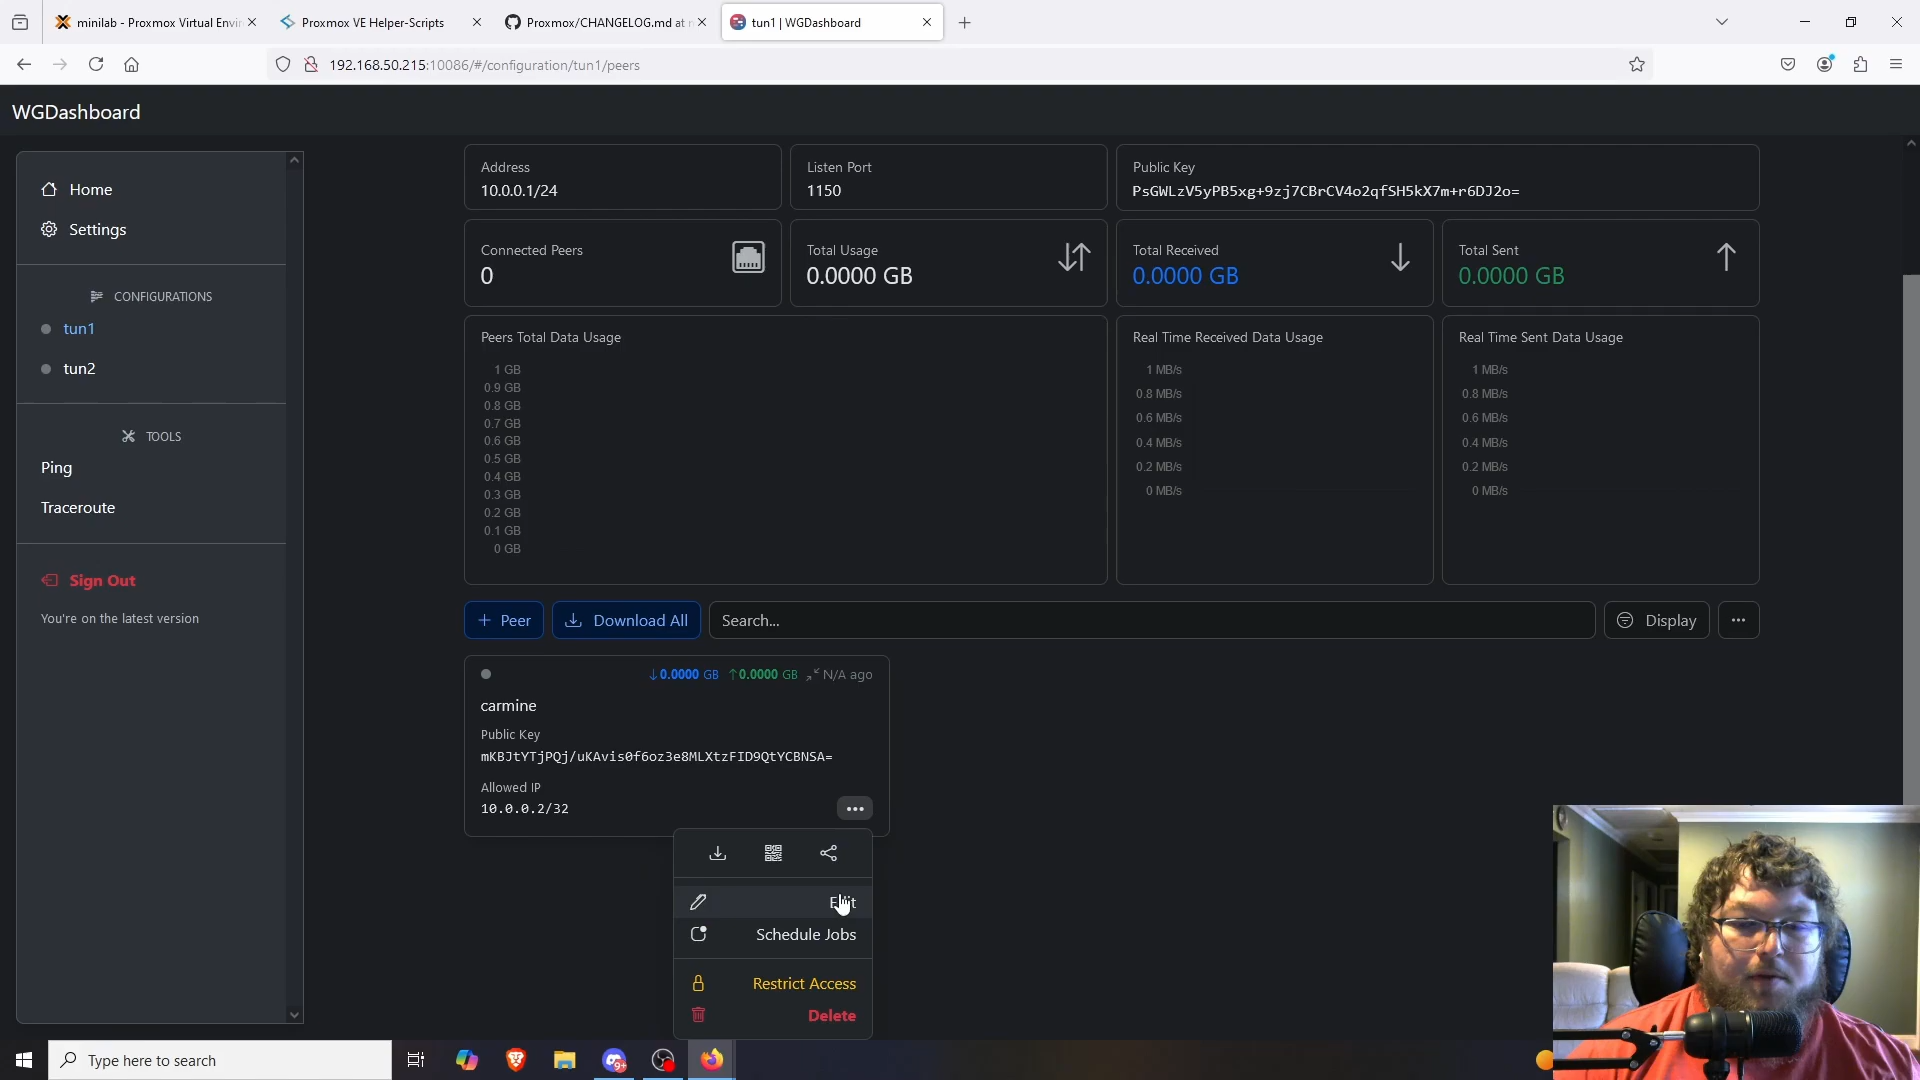 minilab - Proxmox Virtual Envir
Proxmox VE Helper-Scripts
Proxmox/CHANGELOG.md at
tun1 | WGDashboard
192.168.50.215:10086/#/configuration/tun1/peers
WGDashboard
Home
Settings
CONFIGURATIONS
tun1
tun2
TOOLS
Ping
Traceroute
Sign Out
You're on the latest version
Address
10.0.0.1/24
Listen Port
1150
Public Key
PsGWLzV5yPB5xg+9zj7CBrCV4o2qfSH5kX7m+r6DJ2o=
Connected Peers
0
Total Usage
0.0000 GB
Total Received
0.0000 GB
Total Sent
0.0000 GB
Peers Total Data Usage
1 GB
0.9 GB
0.8 GB
0.7 GB
0.6 GB
0.5 GB
0.4 GB
0.3 GB
0.2 GB
0.1 GB
0 GB
Real Time Received Data Usage
1 MB/s
0.8 MB/s
0.6 MB/s
0.4 MB/s
0.2 MB/s
0 MB/s
Real Time Sent Data Usage
1 MB/s
0.8 MB/s
0.6 MB/s
0.4 MB/s
0.2 MB/s
0 MB/s
+ Peer
Download All
Search...
Display
↓0.0000 GB ↑0.0000 GB N/A ago
carmine
Public Key
mKBJtYTjPQj/uKAvis0f6oz3e8MLXtzFID9QtYCBNSA=
Allowed IP
10.0.0.2/32
Edit
Schedule Jobs
Restrict Access
Delete
Type here to search
9+